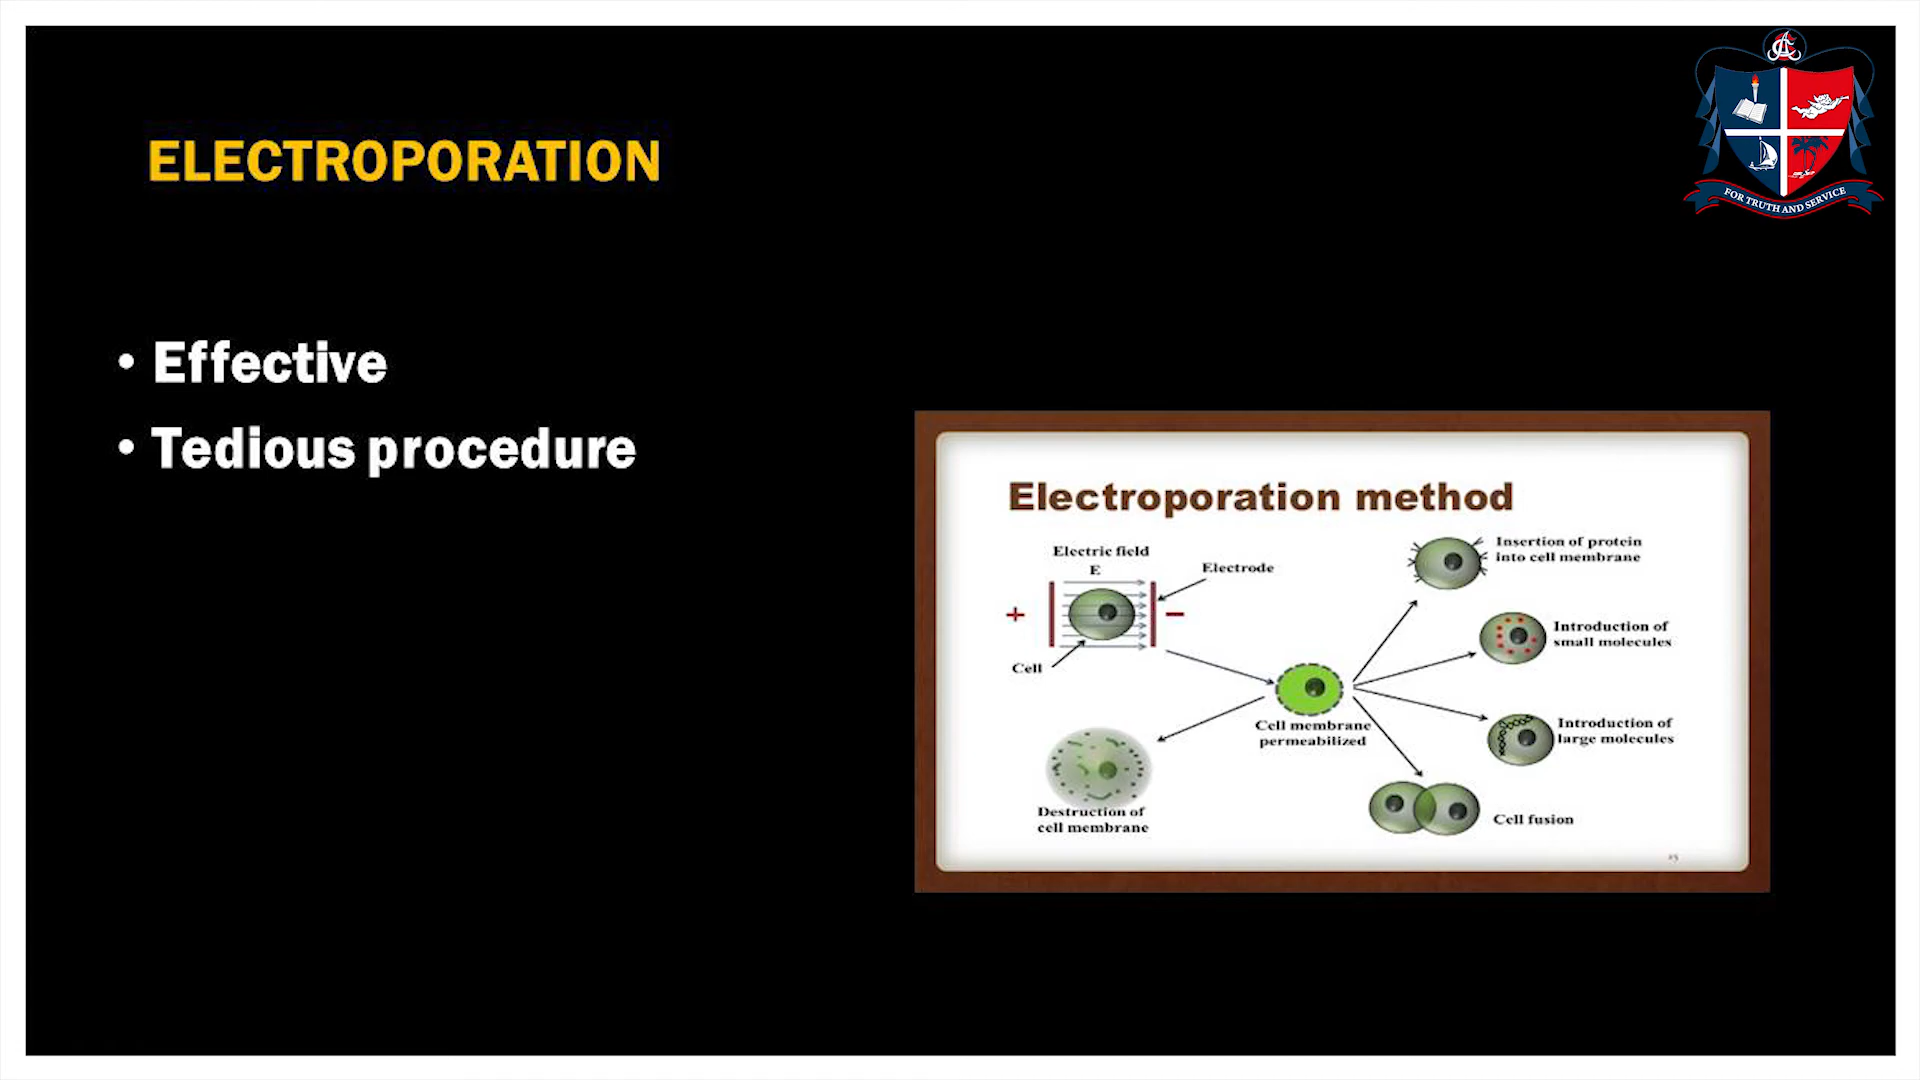 ELECTROPORATION
FOR TRUTH AND SERVICE
• Effective
• Tedious procedure
Electroporation method
Electric field
E
Electrode
+
−
Cell
Insertion of protein
into cell membrane
Introduction of
small molecules
Cell membrane
permeabilized
Introduction of
large molecules
Destruction of
cell membrane
Cell fusion